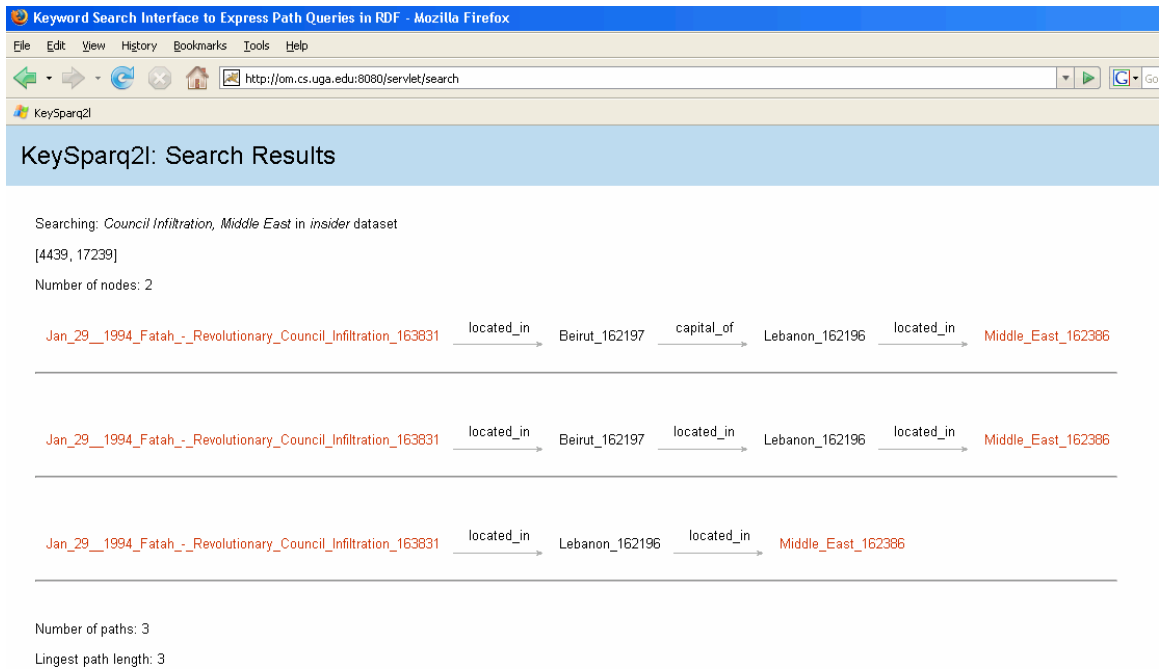 Keyword Search Interface to Express Path Queries in RDF - Mozilla Firefox
File Edit View History Bookmarks Tools Help
http://om.cs.uga.edu:8080/servlet/search G Go
KeySparq2l
KeySparq2l: Search Results
Searching: Council Infiltration, Middle East in insider dataset
[4439, 17239]
Number of nodes: 2
located_in capital_of located_in
Jan_29__1994_Fatah_-_Revolutionary_Council_Infiltration_163831 Beirut_162197 Lebanon_162196 Middle_East_162386
located_in located_in located_in
Jan_29__1994_Fatah_-_Revolutionary_Council_Infiltration_163831 Beirut_162197 Lebanon_162196 Middle_East_162386
located_in located_in
Jan_29__1994_Fatah_-_Revolutionary_Council_Infiltration_163831 Lebanon_162196 Middle_East_162386
Number of paths: 3
Lingest path length: 3